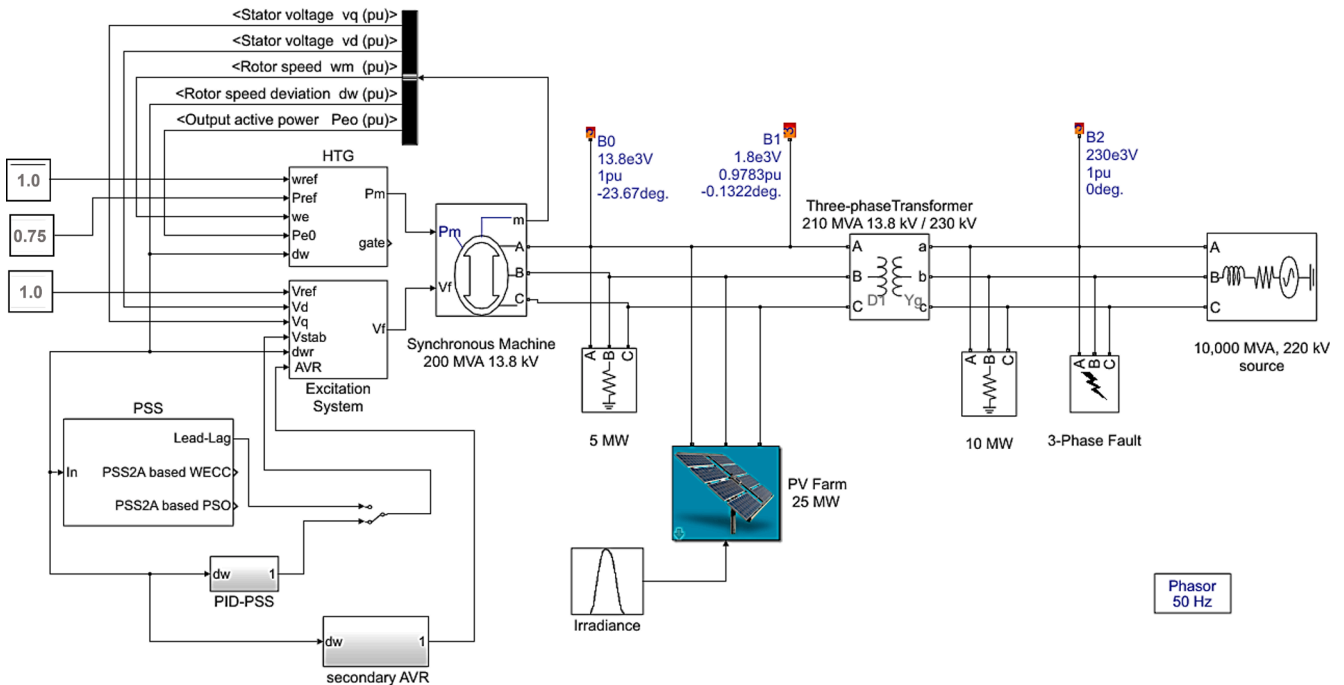 <Stator voltage vq (pu)>
<Stator voltage vd (pu)>
<Rotor speed wm (pu)>
<Rotor speed deviation dw (pu)>
<Output active power Peo (pu)>
HTG
1.0
0.75
1.0
wref
Pref
we
Pe0
dw
Pm
gate
Vref
Vd
Vq
Vstab
dwr
AVR
Vf
Excitation
System
Pm
Vf
m
A
B
C
Synchronous Machine
200 MVA 13.8 kV
B0
13.8e3V
1pu
-23.67deg.
B1
1.8e3V
0.9783pu
-0.1322deg.
B2
230e3V
1pu
0deg.
Three-phaseTransformer
210 MVA 13.8 kV / 230 kV
A
B
C
D1
Yg
a
b
c
A
B
C
10,000 MVA, 220 kV
source
A B C
5 MW
A B C
10 MW
A B C
3-Phase Fault
PV Farm
25 MW
Irradiance
Phasor
50 Hz
PSS
In
Lead-Lag
PSS2A based WECC
PSS2A based PSO
dw 1
PID-PSS
dw 1
secondary AVR